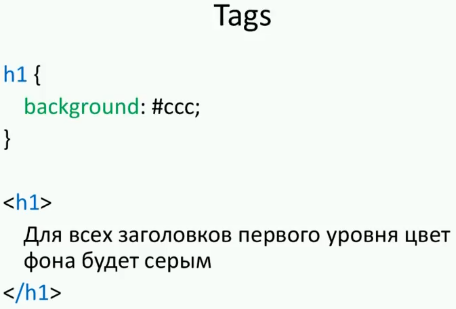 Tags
h1 {
background: #ccc;
}
<h1>
Для всех заголовков первого уровня цвет
фона будет серым
</h1>